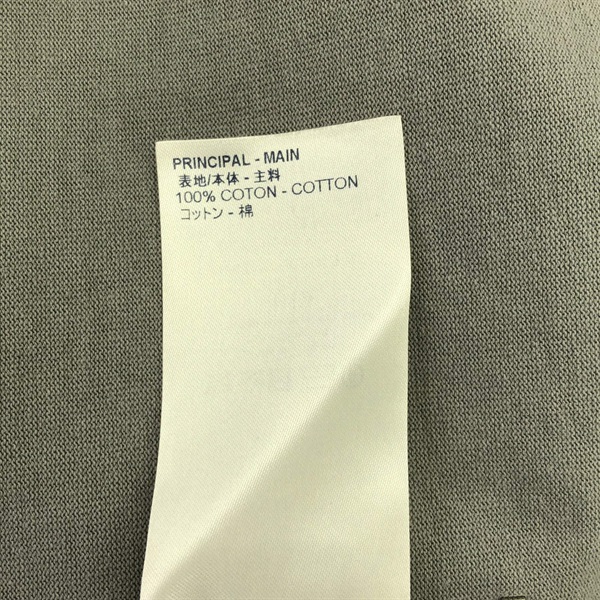 PRINCIPAL - MAIN
表地/本体 - 主料
100% COTON - COTTON
コットン - 棉